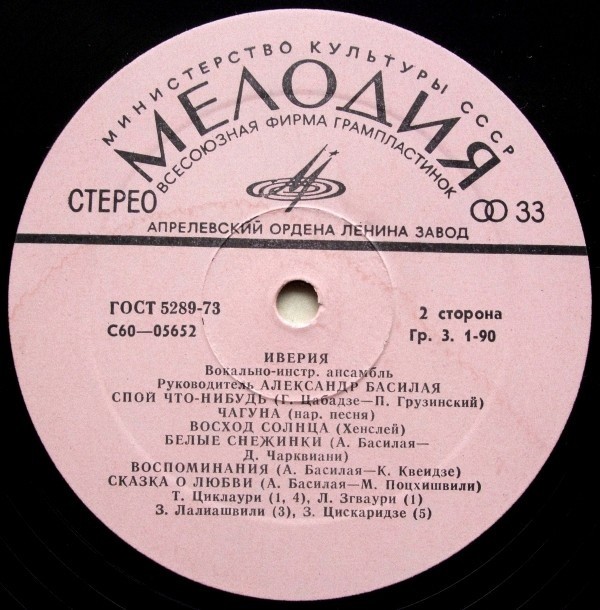 МИНИСТЕРСТВО КУЛЬТУРЫ СССР
МЕЛОДИЯ
ВСЕСОЮЗНАЯ ФИРМА ГРАМПЛАСТИНОК
СТЕРЕО
33
АПРЕЛЕВСКИЙ ОРДЕНА ЛЕНИНА ЗАВОД
ГОСТ 5289-73
2 сторона
С60—05652
Гр. 3. 1-90
ИВЕРИЯ
Вокально-инстр. ансамбль
Руководитель АЛЕКСАНДР БАСИЛАЯ
СПОЙ ЧТО-НИБУДЬ (Г. Цабадзе—П. Грузинский)
ЧАГУНА (нар. песня)
ВОСХОД СОЛНЦА (Хенслей)
БЕЛЫЕ СНЕЖИНКИ (А. Басилая—
Д. Чарквиани)
ВОСПОМИНАНИЯ (А. Басилая—К. Квеидзе)
СКАЗКА О ЛЮБВИ (А. Басилая—М. Поцхишвили)
Т. Циклаури (1, 4), Л. Згваури (1)
З. Лалиашвили (3), З. Цискаридзе (5)